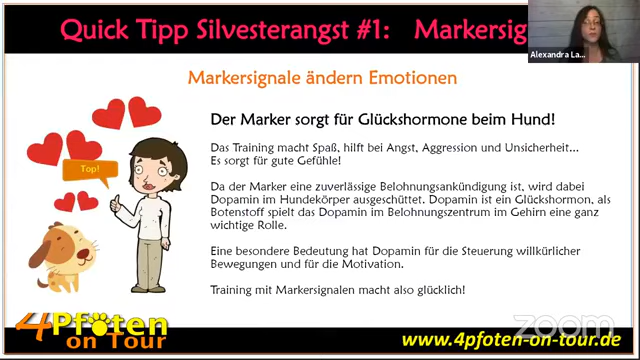 Quick Tipp Silvesterangst #1: Markersig
Alexandra La...
Markersignale ändern Emotionen
Der Marker sorgt für Glückshormone beim Hund!
Das Training macht Spaß, hilft bei Angst, Aggression und Unsicherheit...
Es sorgt für gute Gefühle!
Top!
Da der Marker eine zuverlässige Belohnungsankündigung ist, wird dabei
Dopamin im Hundekörper ausgeschüttet. Dopamin ist ein Glückshormon, als
Botenstoff spielt das Dopamin im Belohnungszentrum im Gehirn eine ganz
wichtige Rolle.
Eine besondere Bedeutung hat Dopamin für die Steuerung willkürlicher
Bewegungen und für die Motivation.
Training mit Markersignalen macht also glücklich!
4Pfoten
on Tour
zoom
www.4pfoten-on-tour.de